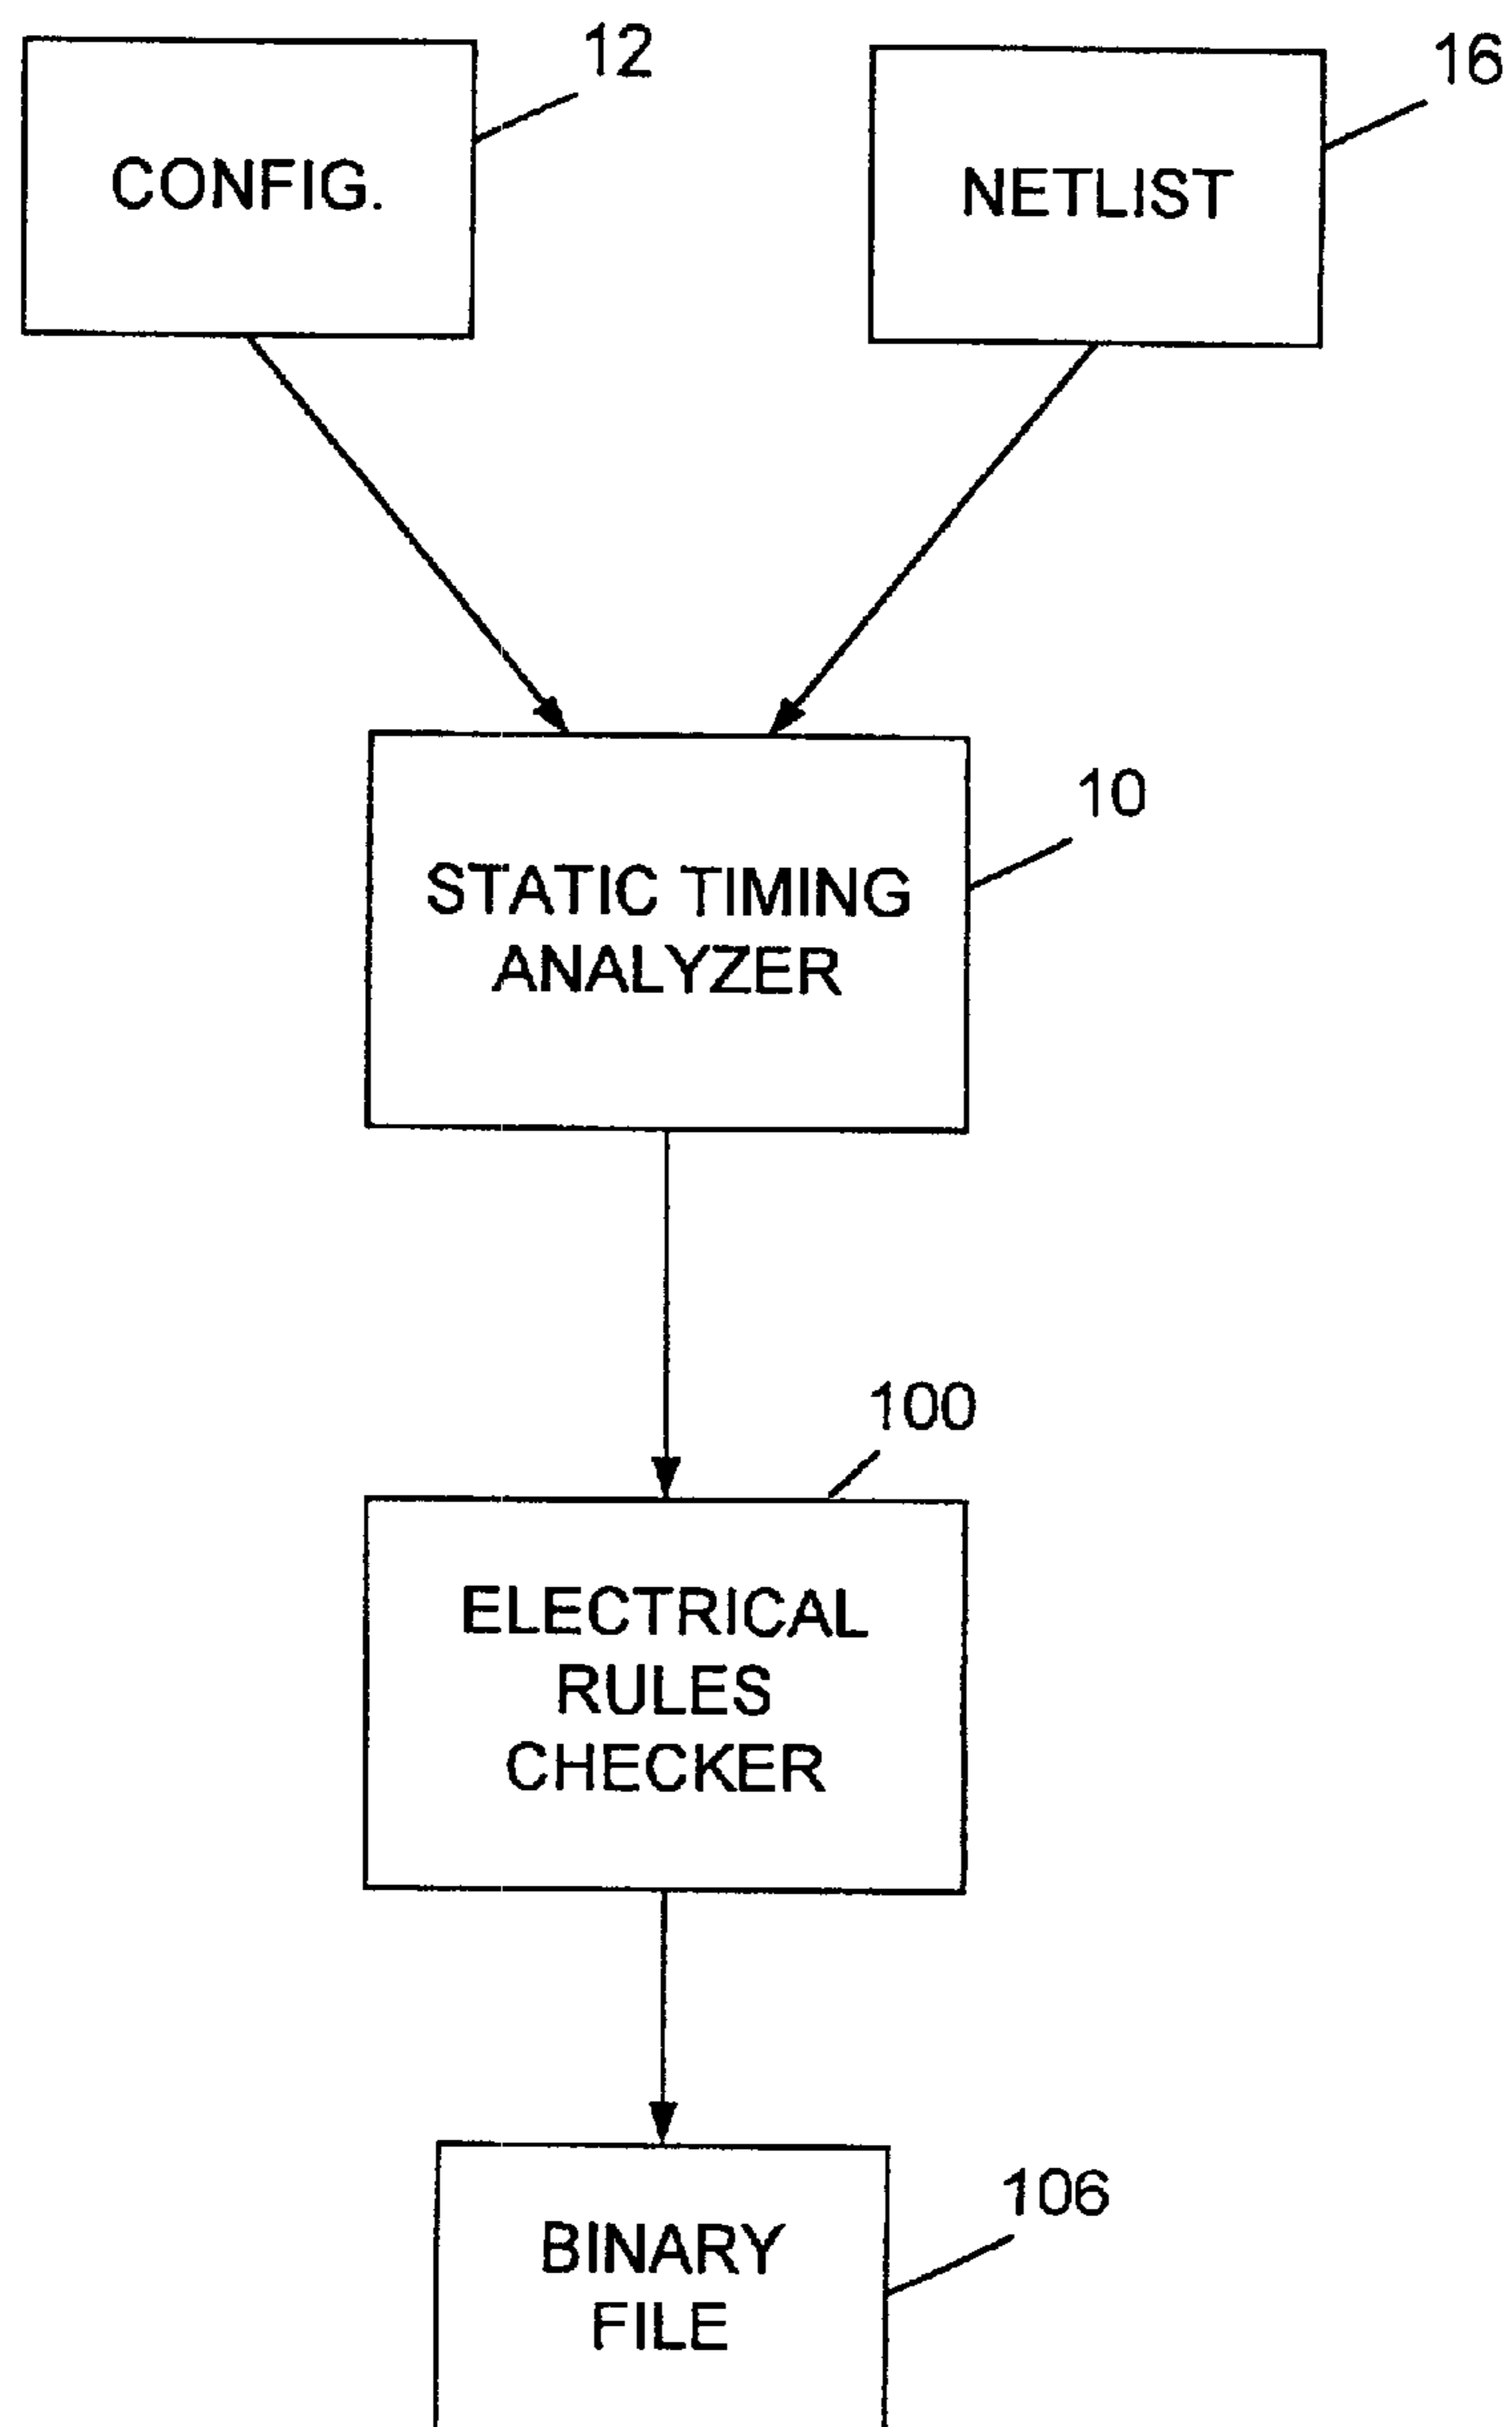 12
16
CONFIG.
NETLIST
10
STATIC TIMING
ANALYZER
100
ELECTRICAL
RULES
CHECKER
106
BINARY
FILE